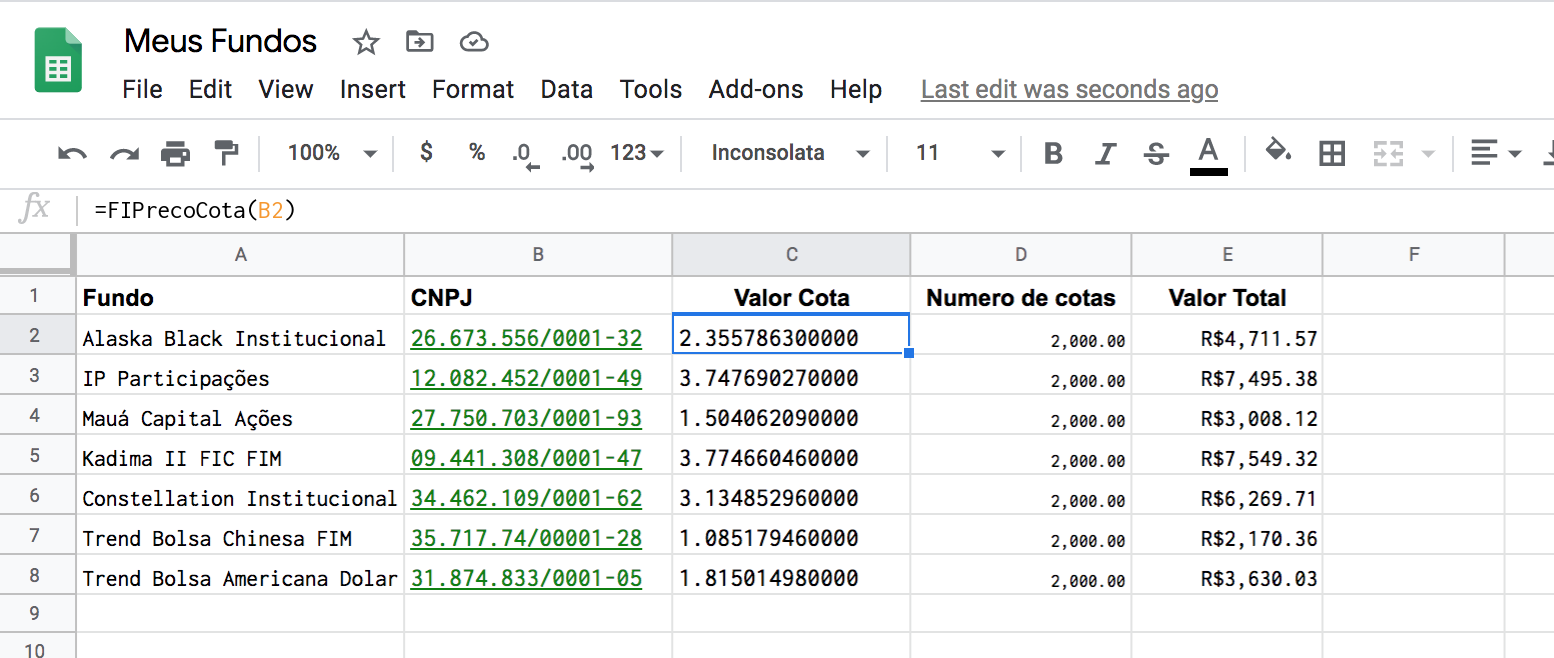 Meus Fundos
File Edit View Insert Format Data Tools Add-ons Help Last edit was seconds ago
100% $ % .0 .00 123 Inconsolata 11 B I S A
fx =FIPrecoCota(B2)
A B C D E F
1 Fundo CNPJ Valor Cota Numero de cotas Valor Total
2 Alaska Black Institucional 26.673.556/0001-32 2.355786300000 2,000.00 R$4,711.57
3 IP Participações 12.082.452/0001-49 3.747690270000 2,000.00 R$7,495.38
4 Mauá Capital Ações 27.750.703/0001-93 1.504062090000 2,000.00 R$3,008.12
5 Kadima II FIC FIM 09.441.308/0001-47 3.774660460000 2,000.00 R$7,549.32
6 Constellation Institucional 34.462.109/0001-62 3.134852960000 2,000.00 R$6,269.71
7 Trend Bolsa Chinesa FIM 35.717.74/00001-28 1.085179460000 2,000.00 R$2,170.36
8 Trend Bolsa Americana Dolar 31.874.833/0001-05 1.815014980000 2,000.00 R$3,630.03
9
10